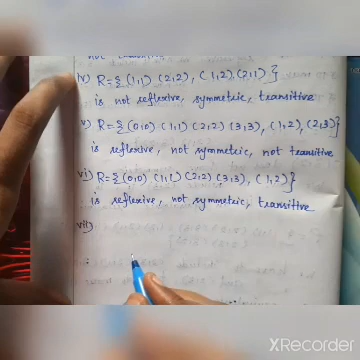 iv) R = { (1,1) (2,2), (1,2), (2,1) }
is not reflexive, symmetric, transitive
v) R = { (0,0) (1,1) (2,2) (3,3), (1,2), (2,3) }
is reflexive, not symmetric, not transitive
vi) R = { (0,0) (1,1) (2,2) (3,3), (1,2) }
is reflexive, not symmetric, transitive
vii)
XRecorder